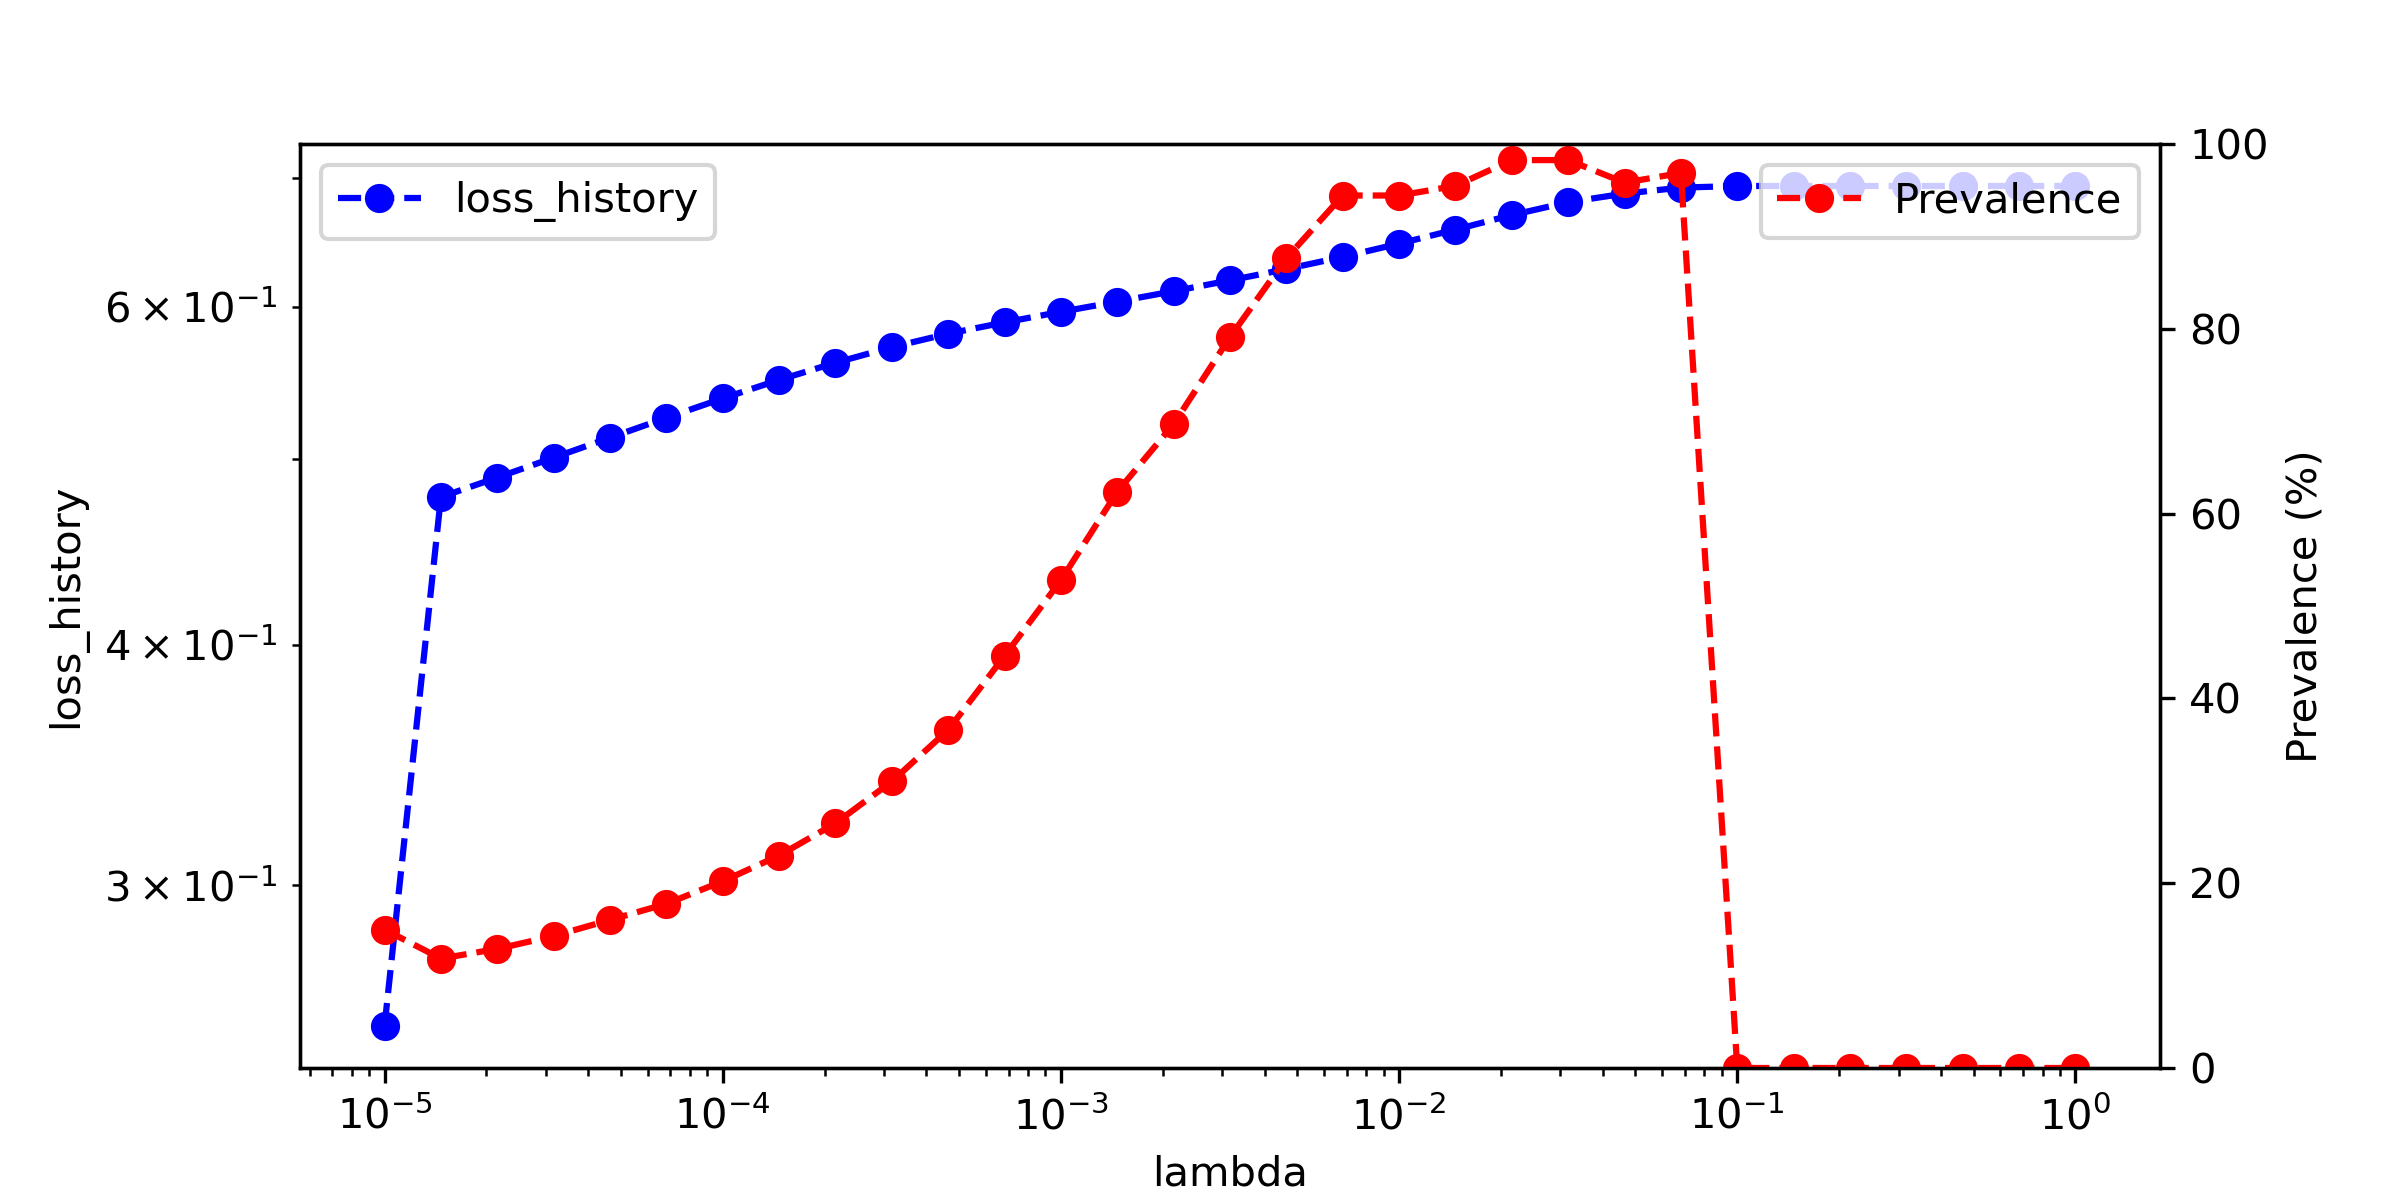 loss_history
Prevalence
6 × 10⁻¹
4 × 10⁻¹
3 × 10⁻¹
loss_history
100
80
60
40
20
0
Prevalence (%)
10⁻⁵
10⁻⁴
10⁻³
10⁻²
10⁻¹
10⁰
lambda